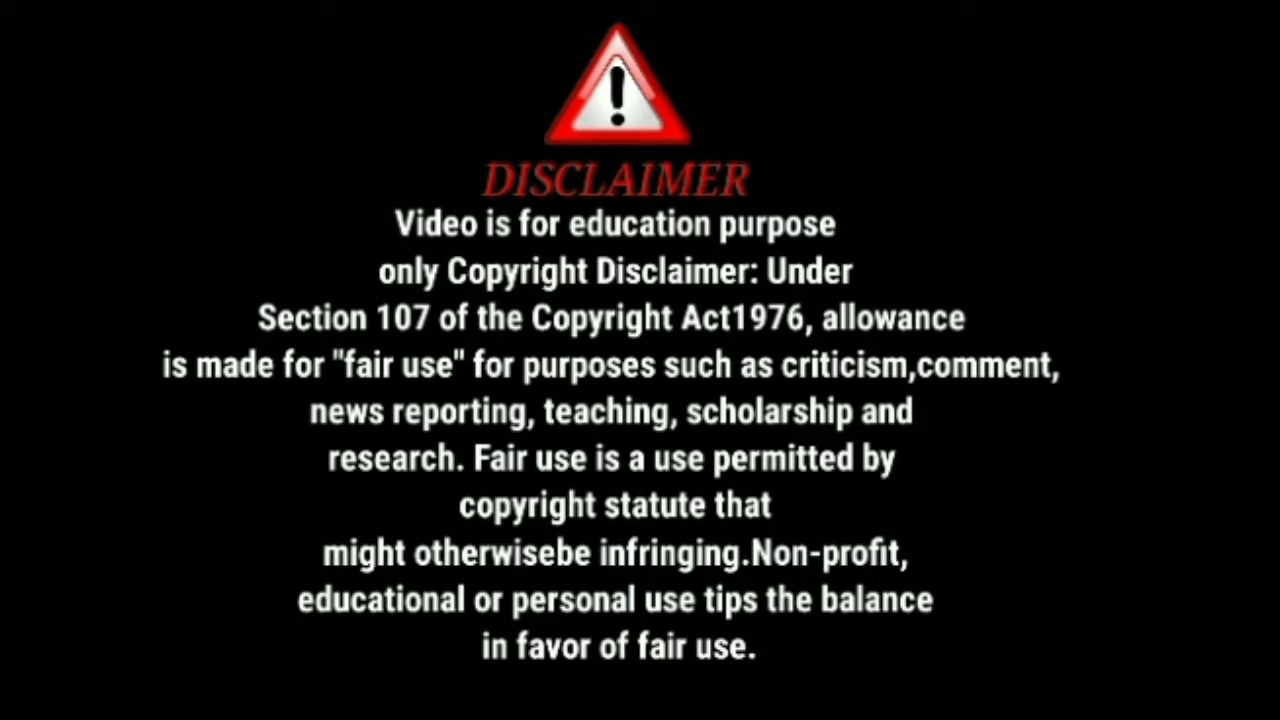 !
DISCLAIMER
Video is for education purpose
only Copyright Disclaimer: Under
Section 107 of the Copyright Act1976, allowance
is made for "fair use" for purposes such as criticism,comment,
news reporting, teaching, scholarship and
research. Fair use is a use permitted by
copyright statute that
might otherwisebe infringing.Non-profit,
educational or personal use tips the balance
in favor of fair use.